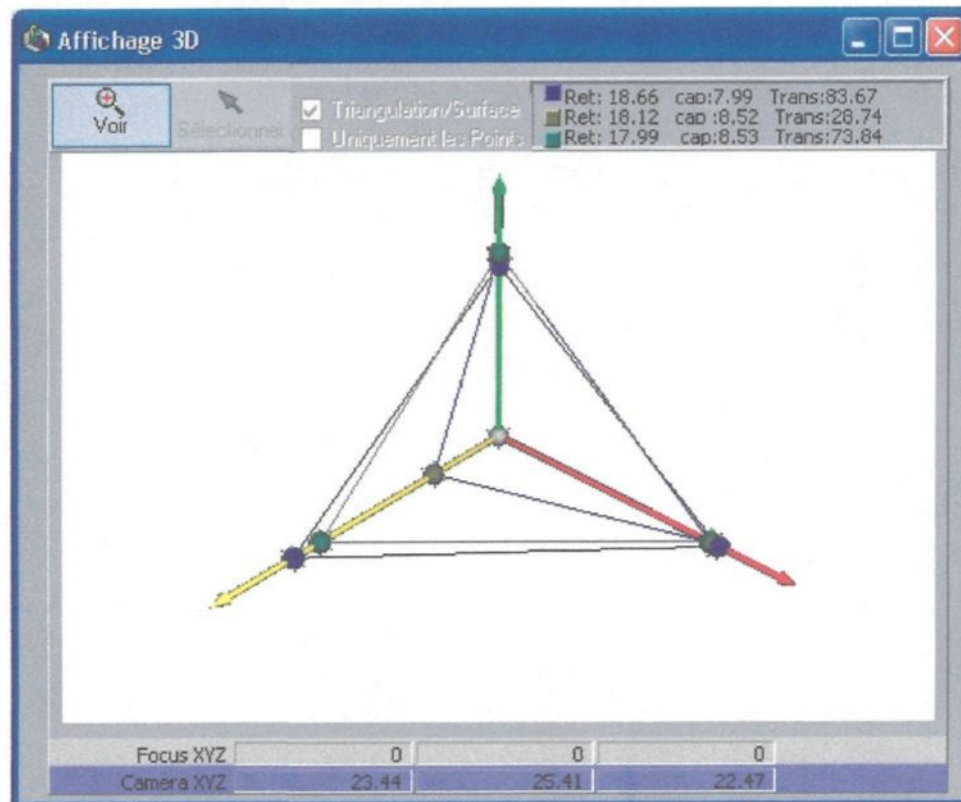 Affichage 3D
Voir
Sélectionner
Triangulation/Surface
Uniquement les Points
Ret: 18.66 cap:7.99 Trans:83.67
Ret: 18.12 cap:8.52 Trans:28.74
Ret: 17.99 cap:8.53 Trans:73.84
Focus XYZ 0 0 0
Camera XYZ 23.44 25.41 22.47